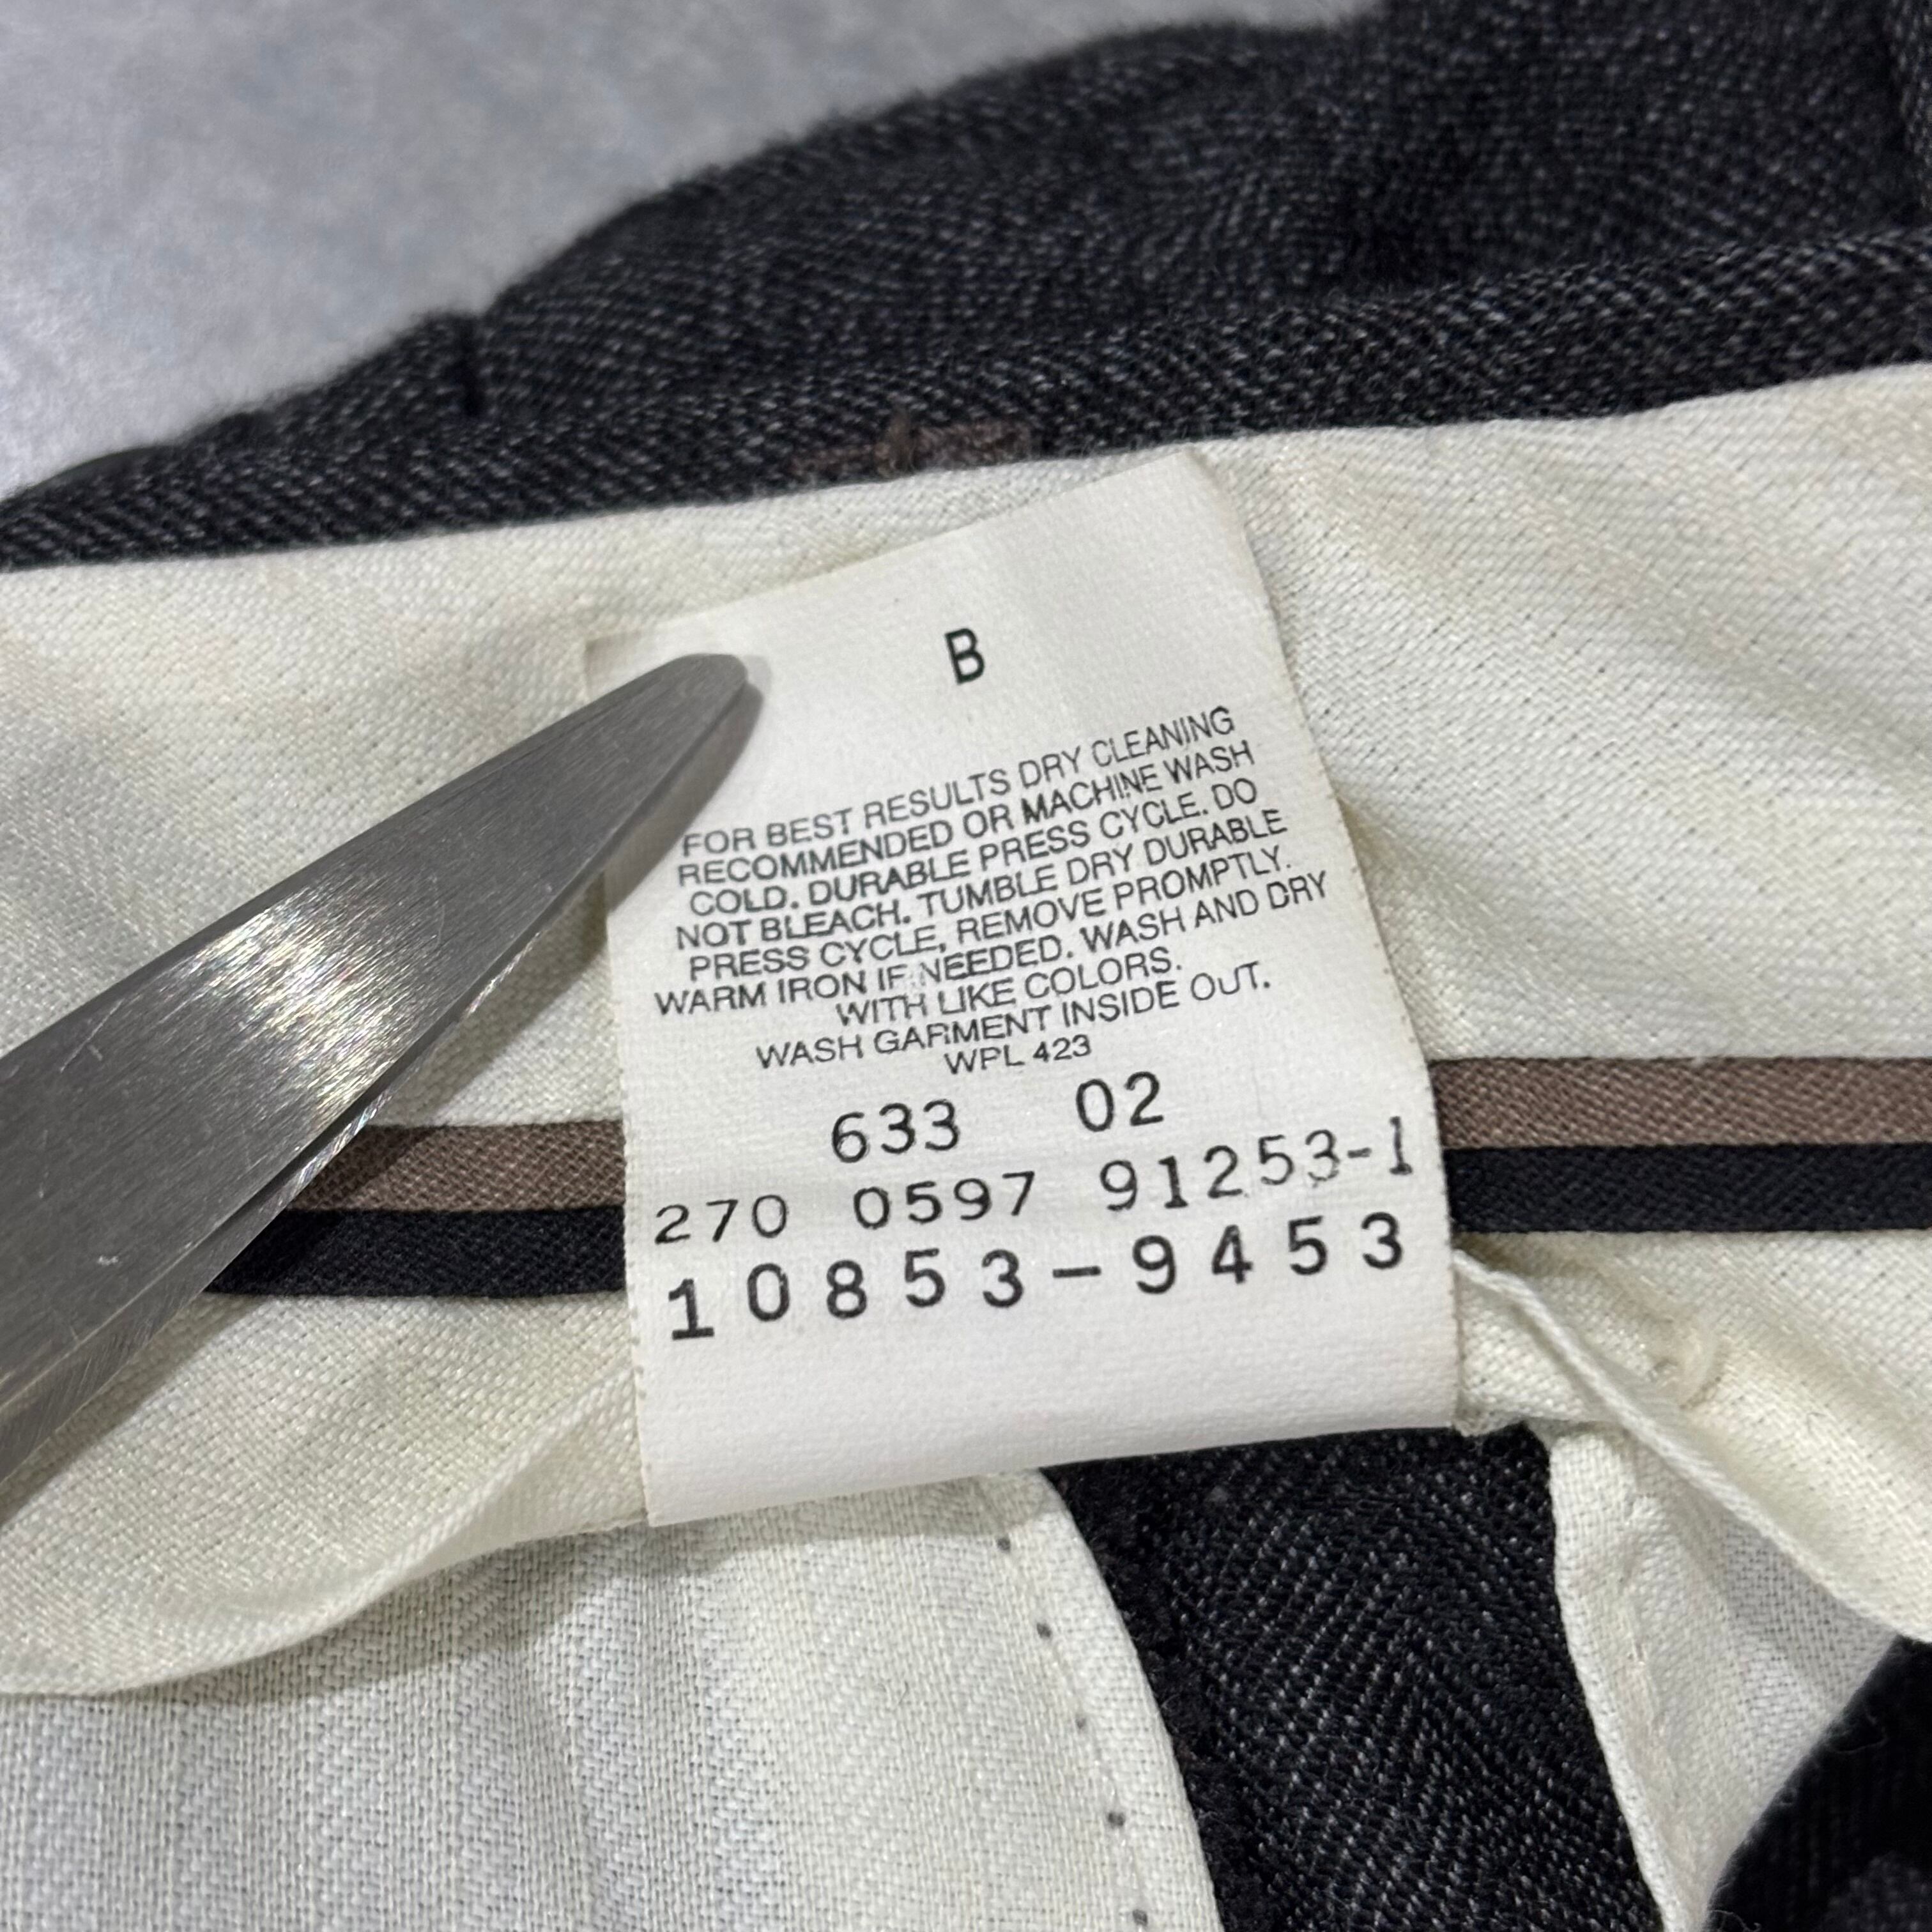 B
FOR BEST RESULTS DRY CLEANING
RECOMMENDED OR MACHINE WASH
COLD. DURABLE PRESS CYCLE. DO
NOT BLEACH. TUMBLE DRY DURABLE
PRESS CYCLE, REMOVE PROMPTLY.
WARM IRON IF NEEDED. WASH AND DRY
WITH LIKE COLORS.
WASH GARMENT INSIDE OUT.
WPL 423
633 02
270 0597 91253-1
10853-9453